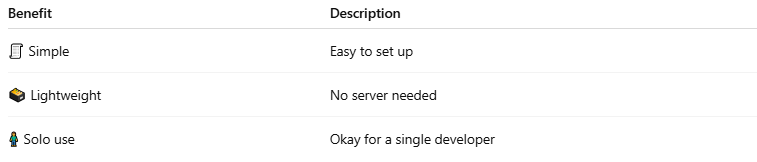 Benefit Description
Simple Easy to set up
Lightweight No server needed
Solo use Okay for a single developer